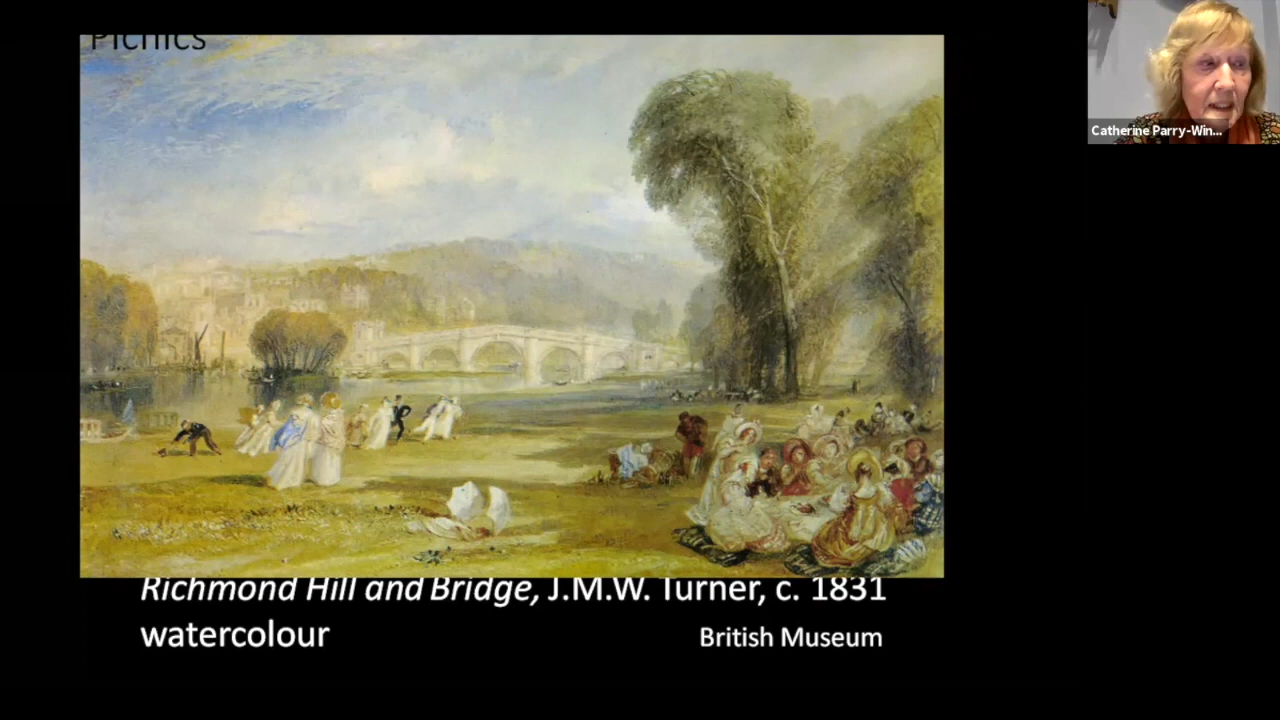 Picnics
Catherine Parry-Win...
Richmond Hill and Bridge, J.M.W. Turner, c. 1831
watercolour
British Museum